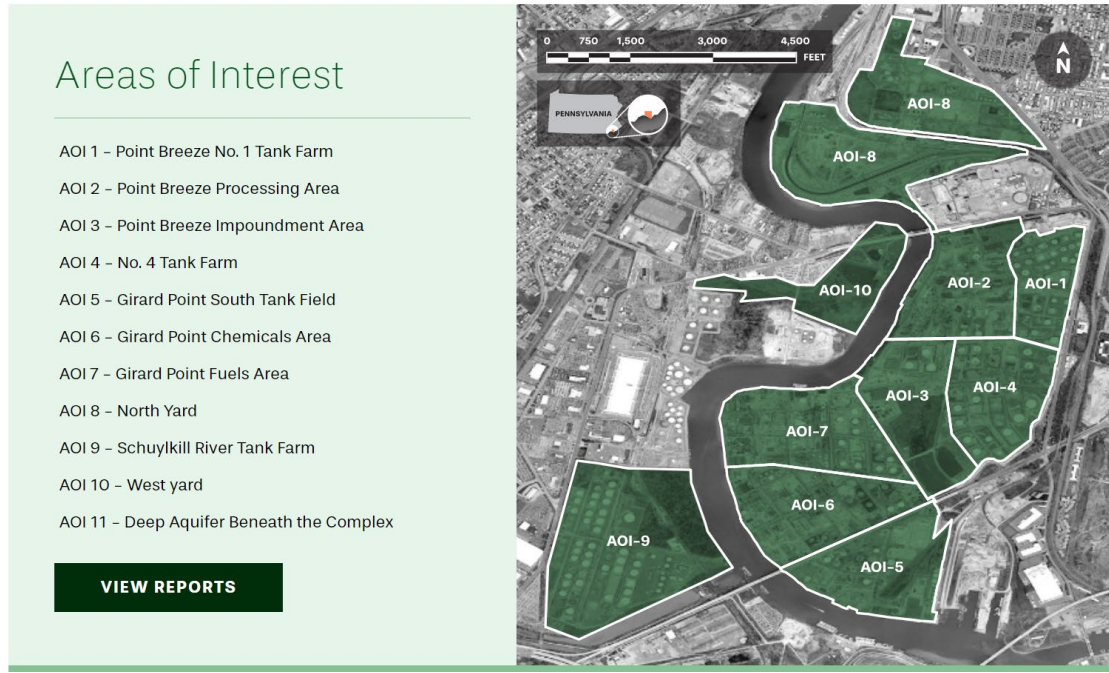 Areas of Interest
AOI 1 – Point Breeze No. 1 Tank Farm
AOI 2 – Point Breeze Processing Area
AOI 3 – Point Breeze Impoundment Area
AOI 4 – No. 4 Tank Farm
AOI 5 – Girard Point South Tank Field
AOI 6 – Girard Point Chemicals Area
AOI 7 – Girard Point Fuels Area
AOI 8 – North Yard
AOI 9 – Schuylkill River Tank Farm
AOI 10 – West yard
AOI 11 – Deep Aquifer Beneath the Complex
VIEW REPORTS
0 750 1,500 3,000 4,500
FEET
PENNSYLVANIA
N
AOI-8
AOI-8
AOI-10
AOI-2
AOI-1
AOI-3
AOI-4
AOI-7
AOI-6
AOI-9
AOI-5